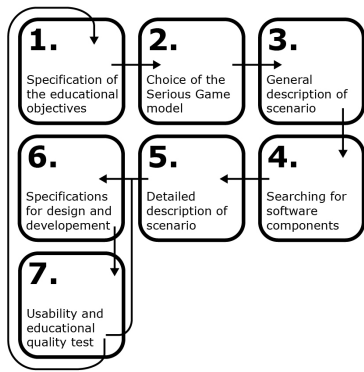 1.
Specification of
the educational
objectives
2.
Choice of the
Serious Game
model
3.
General
description of
scenario
4.
Searching for
software
components
5.
Detailed
description of
scenario
6.
Specifications
for design and
developement
7.
Usability and
educational
quality test